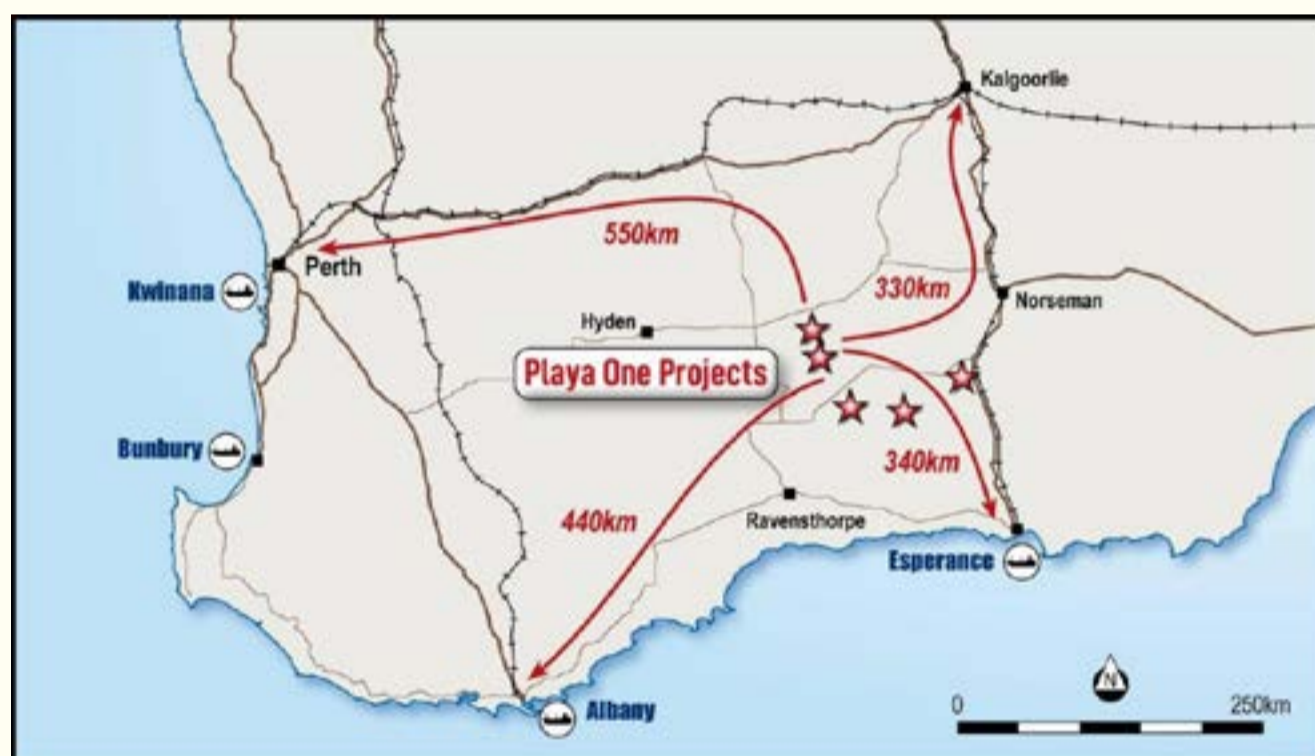 Kalgoorlie
550km
Perth
Kwinana
330km
Norseman
Hyden
Playa One Projects
Bunbury
340km
Ravensthorpe
440km
Esperance
Albany
N
0
250km